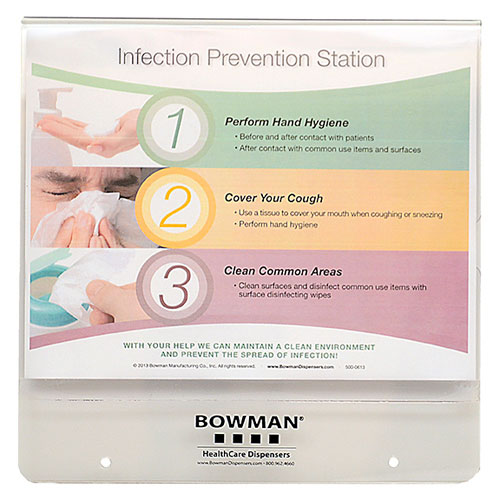 Infection Prevention Station
1
Perform Hand Hygiene
• Before and after contact with patients
• After contact with common use items and surfaces
2
Cover Your Cough
• Use a tissue to cover your mouth when coughing or sneezing
• Perform hand hygiene
3
Clean Common Areas
• Clean surfaces and disinfect common use items with
surface disinfecting wipes
WITH YOUR HELP WE CAN MAINTAIN A CLEAN ENVIRONMENT
AND PREVENT THE SPREAD OF INFECTION!
© 2013 Bowman Manufacturing Co., Inc. All rights reserved. · www.BowmanDispensers.com · 500-0613
BOWMAN®
HealthCare Dispensers
www.BowmanDispensers.com • 800.962.4660